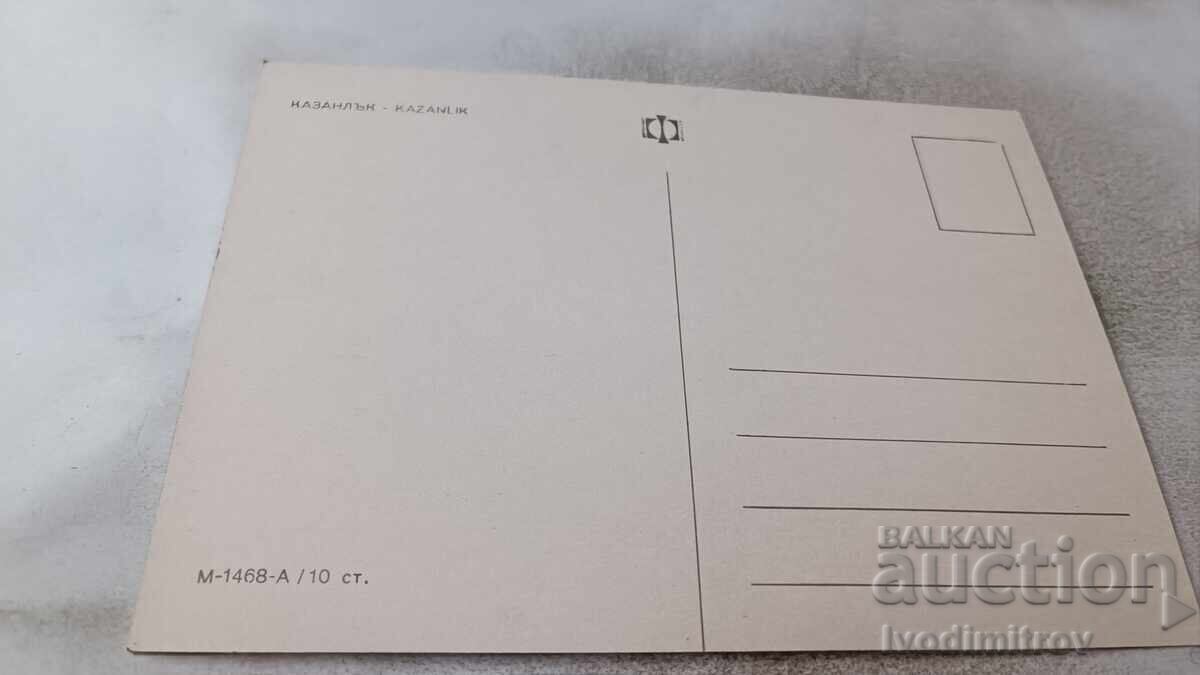 КАЗАНЛЪК - KAZANLIK
М-1468-А / 10 ст.
BALKAN
auction
Ivodimitrov